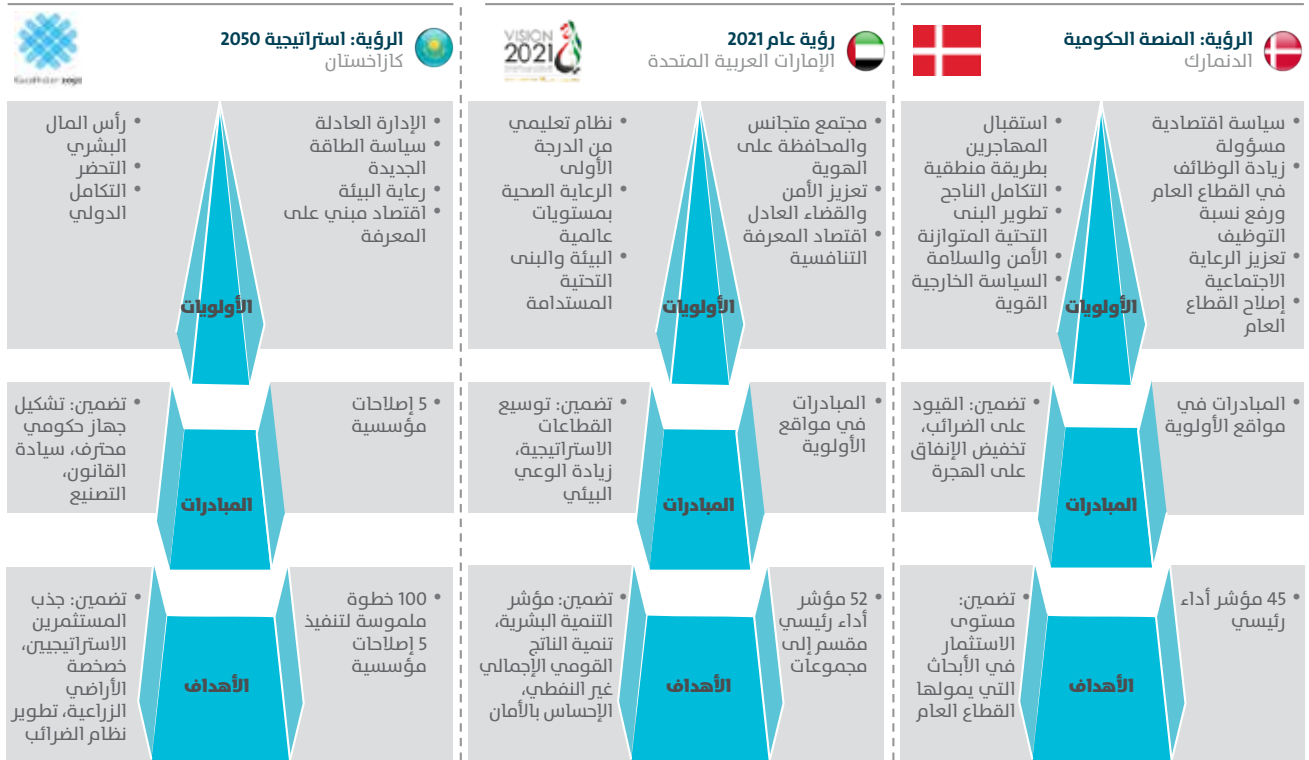 الرؤية: المنصة الحكومية
الدنمارك
• سياسة اقتصادية
مسؤولة
• زيادة الوظائف
في القطاع العام
ورفع نسبة
التوظيف
• تعزيز الرعاية
الاجتماعية
• إصلاح القطاع
العام
• استقبال
المهاجرين
بطريقة منطقية
• التكامل الناجح
• تطوير البنى
التحتية المتوازنة
• الأمن والسلامة
• السياسة الخارجية
القوية
الأولويات
• المبادرات في
مواقع الأولوية
• تضمين: القيود
على الضرائب،
تخفيض الإنفاق
على الهجرة
المبادرات
• 45 مؤشر أداء
رئيسي
• تضمين:
مستوى
الاستثمار
في الأبحاث
التي يمولها
القطاع العام
الأهداف
رؤية عام 2021
الإمارات العربية المتحدة
VISION
2021
• مجتمع متجانس
والمحافظة على
الهوية
• تعزيز الأمن
والقضاء العادل
• اقتصاد المعرفة
التنافسية
• نظام تعليمي
من الدرجة
الأولى
• الرعاية الصحية
بمستويات
عالمية
• البيئة والبنى
التحتية
المستدامة
الأولويات
• المبادرات
في مواقع
الأولوية
• تضمين: توسيع
القطاعات
الاستراتيجية،
زيادة الوعي
البيئي
المبادرات
• 52 مؤشر
أداء رئيسي
مقسم إلى
مجموعات
• تضمين: مؤشر
التنمية البشرية،
تنمية الناتج
القومي الإجمالي
غير النفطي،
الإحساس بالأمان
الأهداف
الرؤية: استراتيجية 2050
كازاخستان
• الإدارة العادلة
• سياسة الطاقة
الجديدة
• رعاية البيئة
• اقتصاد مبني على
المعرفة
• رأس المال
البشري
• التحضر
• التكامل
الدولي
الأولويات
• 5 إصلاحات
مؤسسية
• تضمين: تشكيل
جهاز حكومي
محترف، سيادة
القانون،
التصنيع
المبادرات
• 100 خطوة
ملموسة لتنفيذ
5 إصلاحات
مؤسسية
• تضمين: جذب
المستثمرين
الاستراتيجيين،
خصخصة
الأراضي
الزراعية، تطوير
نظام الضرائب
الأهداف